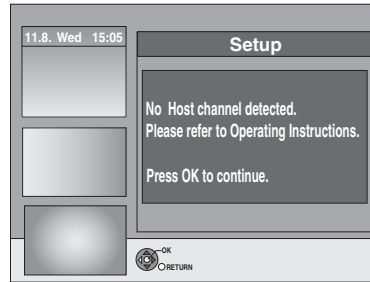 11.8. Wed 15:05
Setup
No Host channel detected.
Please refer to Operating Instructions.
Press OK to continue.
OK
RETURN